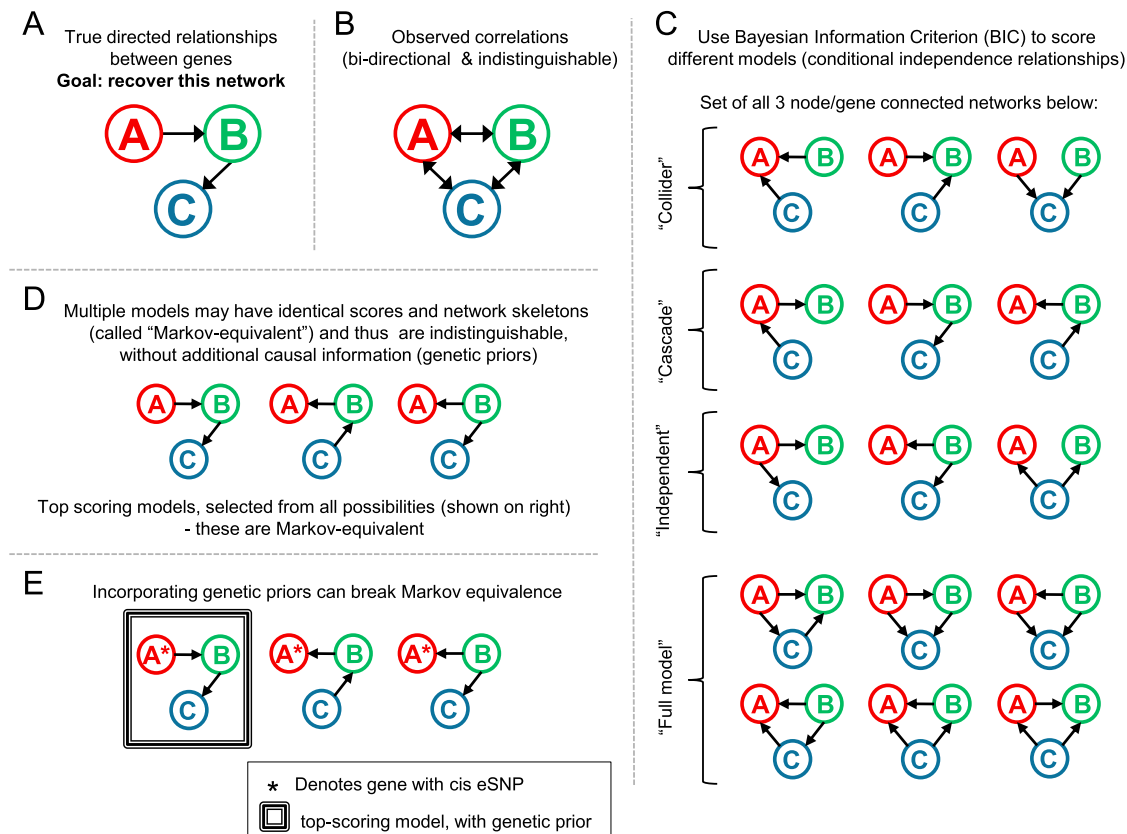 A
True directed relationships
between genes
Goal: recover this network
A
B
C
B
Observed correlations
(bi-directional & indistinguishable)
A
B
C
C
Use Bayesian Information Criterion (BIC) to score
different models (conditional independence relationships)
Set of all 3 node/gene connected networks below:
“Collider”
A B A B A B
C C C
“Cascade”
A B A B A B
C C C
“Independent”
A B A B A B
C C C
“Full model”
A B A B A B
C C C
A B A B A B
C C C
D
Multiple models may have identical scores and network skeletons
(called “Markov-equivalent”) and thus are indistinguishable,
without additional causal information (genetic priors)
A B A B A B
C C C
Top scoring models, selected from all possibilities (shown on right)
- these are Markov-equivalent
E
Incorporating genetic priors can break Markov equivalence
A* B A* B A* B
C C C
* Denotes gene with cis eSNP
top-scoring model, with genetic prior